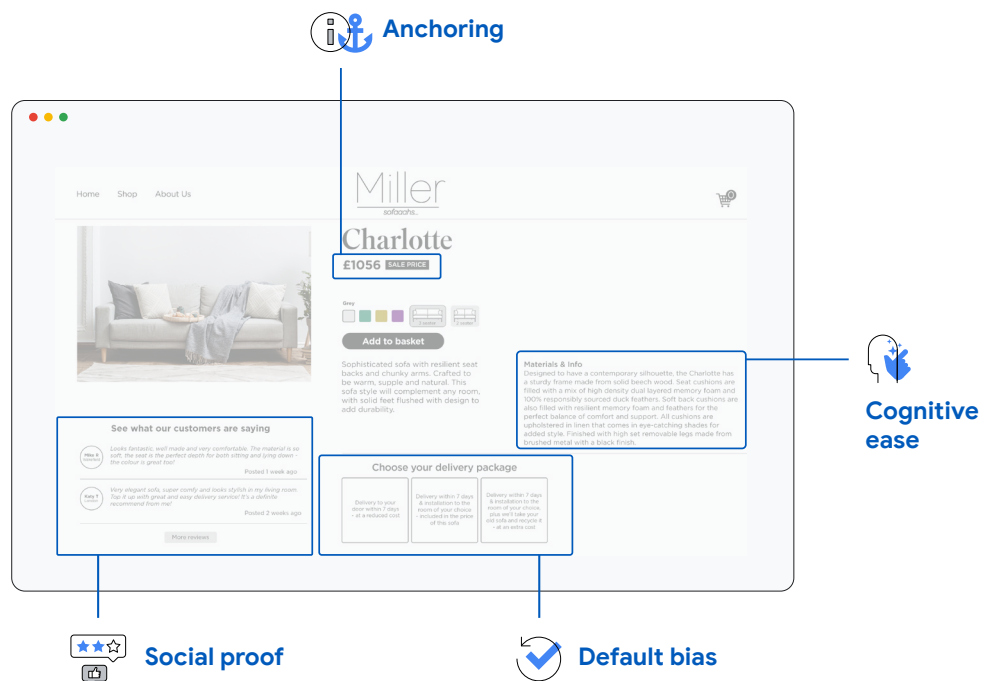 Anchoring
Home Shop About Us
Miller
sofaaahs..
0
Charlotte
£1056 SALE PRICE
Grey
3 seater
2 seater
Add to basket
Sophisticated sofa with resilient seat
backs and chunky arms. Crafted to
be warm, supple and natural. This
sofa style will complement any room,
with solid feet flushed with design to
add durability.
Materials & Info
Designed to have a contemporary silhouette, the Charlotte has
a sturdy frame made from solid beech wood. Seat cushions are
filled with a mix of high density dual layered memory foam and
100% responsibly sourced duck feathers. Soft back cushions are
also filled with resilient memory foam and feathers for the
perfect balance of comfort and support. All cushions are
upholstered in linen that comes in eye-catching shades for
added style. Finished with high set removable legs made from
brushed metal with a black finish.
Cognitive
ease
See what our customers are saying
Mike S
Looks fantastic, well made and very comfortable. The material is so
soft, the seat is the perfect depth for both sitting and lying down -
the colour is great too!
Posted 1 week ago
Katy T
London
Very elegant sofa, super comfy and looks stylish in my living room.
Top it up with great and easy delivery service! It's a definite
recommend from me!
Posted 2 weeks ago
More reviews
Choose your delivery package
Delivery to your
door within 7 days
- at a reduced cost
Delivery within 7 days
& installation to the
room of your choice
- included in the price
of this sofa
Delivery within 7 days
& installation to the
room of your choice,
plus we'll take your
old sofa and recycle it
- at an extra cost
Social proof
Default bias